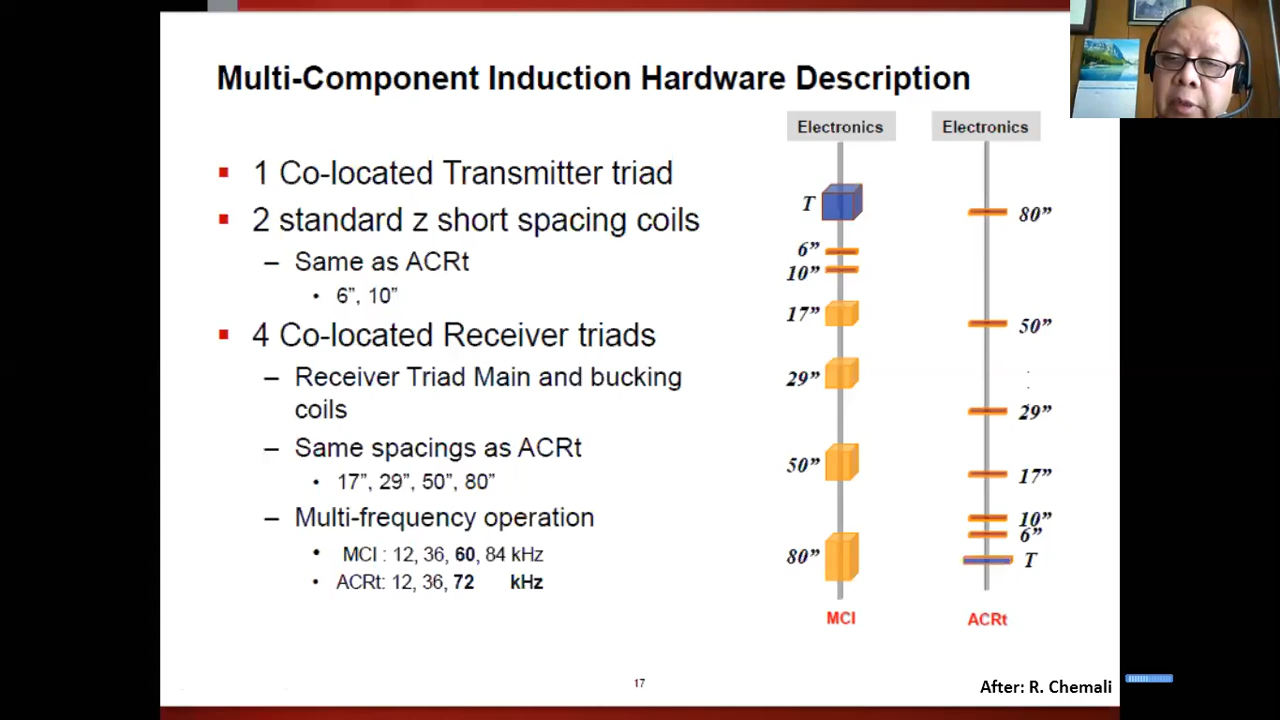 Multi-Component Induction Hardware Description
1 Co-located Transmitter triad
2 standard z short spacing coils
– Same as ACRt
6”, 10”
4 Co-located Receiver triads
– Receiver Triad Main and bucking
coils
– Same spacings as ACRt
17”, 29”, 50”, 80”
– Multi-frequency operation
MCI : 12, 36, 60, 84 kHz
ACRt: 12, 36, 72 kHz
Electronics
T
6”
10”
17”
29”
50”
80”
MCI
Electronics
80”
50”
29”
17”
10”
6”
T
ACRt
17
After: R. Chemali